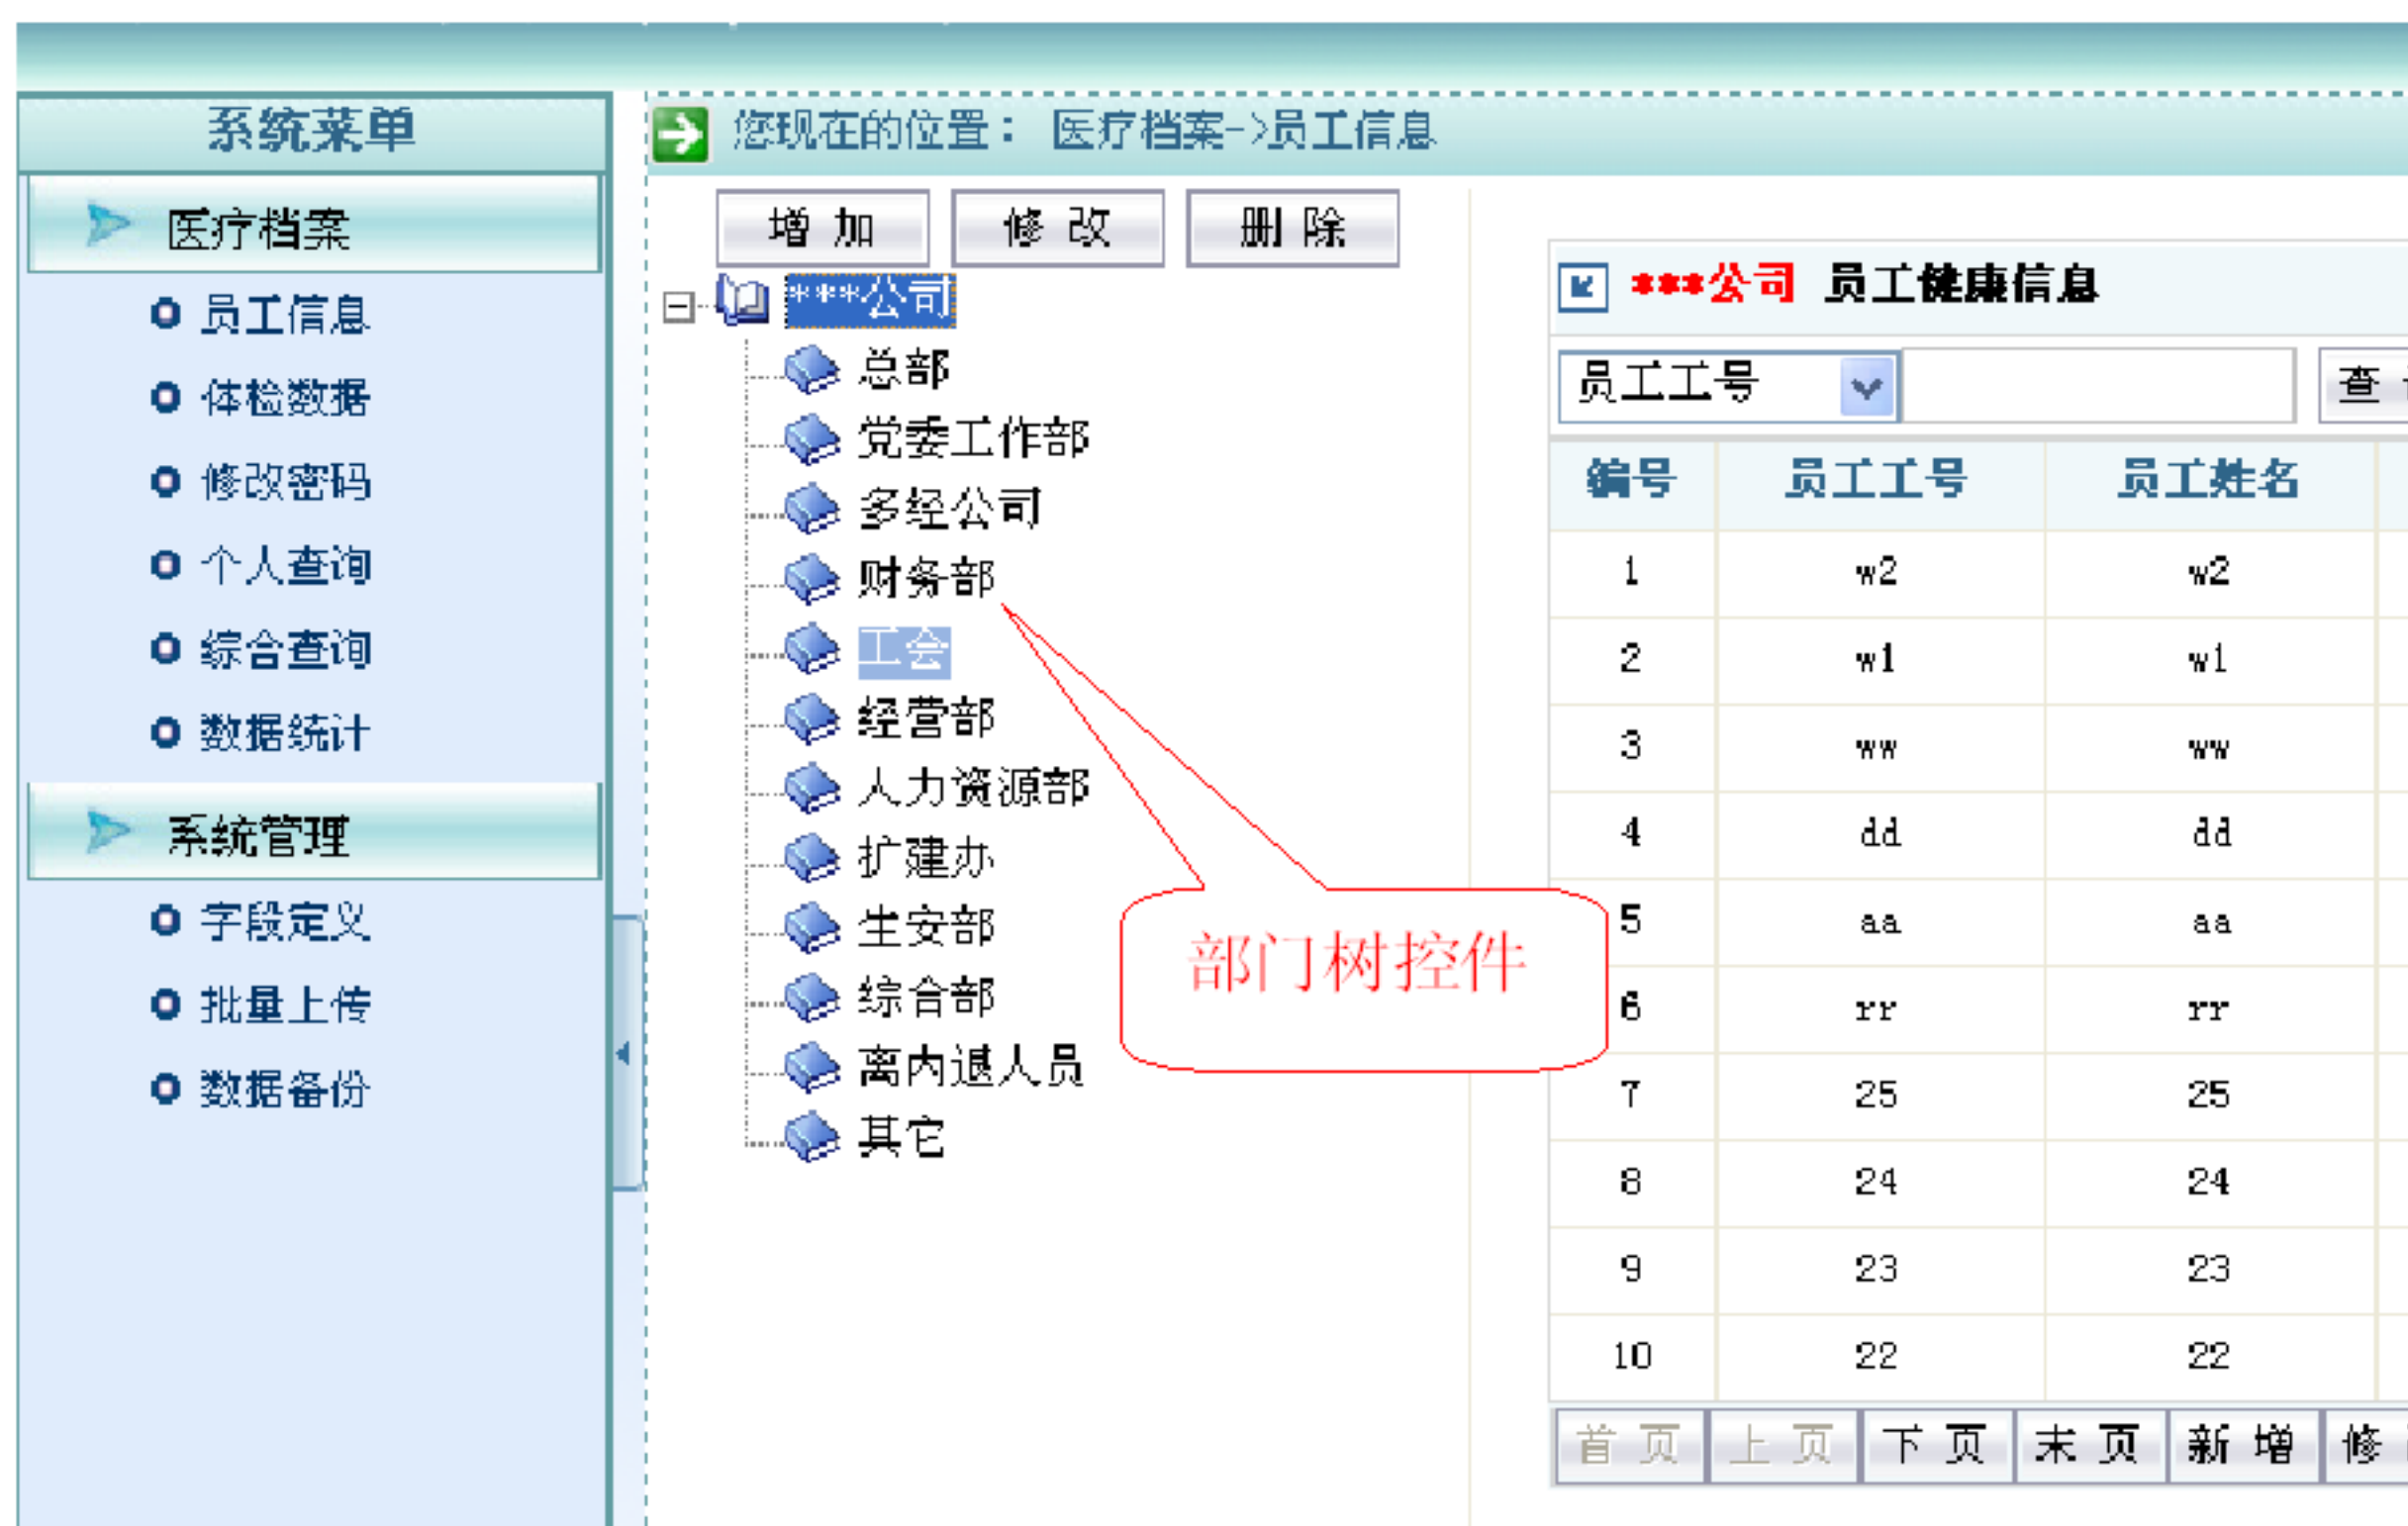 系统菜单
医疗档案
员工信息
体检数据
修改密码
个人查询
综合查询
数据统计
系统管理
字段定义
批量上传
数据备份
您现在的位置： 医疗档案->员工信息
增 加 修 改 删 除
***公司
总部
党委工作部
多经公司
财务部
工会
经营部
人力资源部
扩建办
生安部
综合部
离内退人员
其它
部门树控件
***公司 员工健康信息
员工工号 查
编号 员工工号 员工姓名
1 w2 w2
2 w1 w1
3 ww ww
4 dd dd
5 aa aa
6 rr rr
7 25 25
8 24 24
9 23 23
10 22 22
首 页 上 页 下 页 末 页 新 增 修